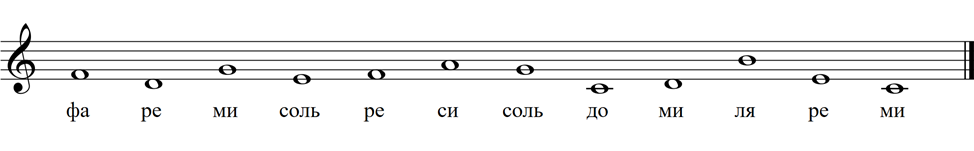 фа ре ми соль ре си соль до ми ля ре ми